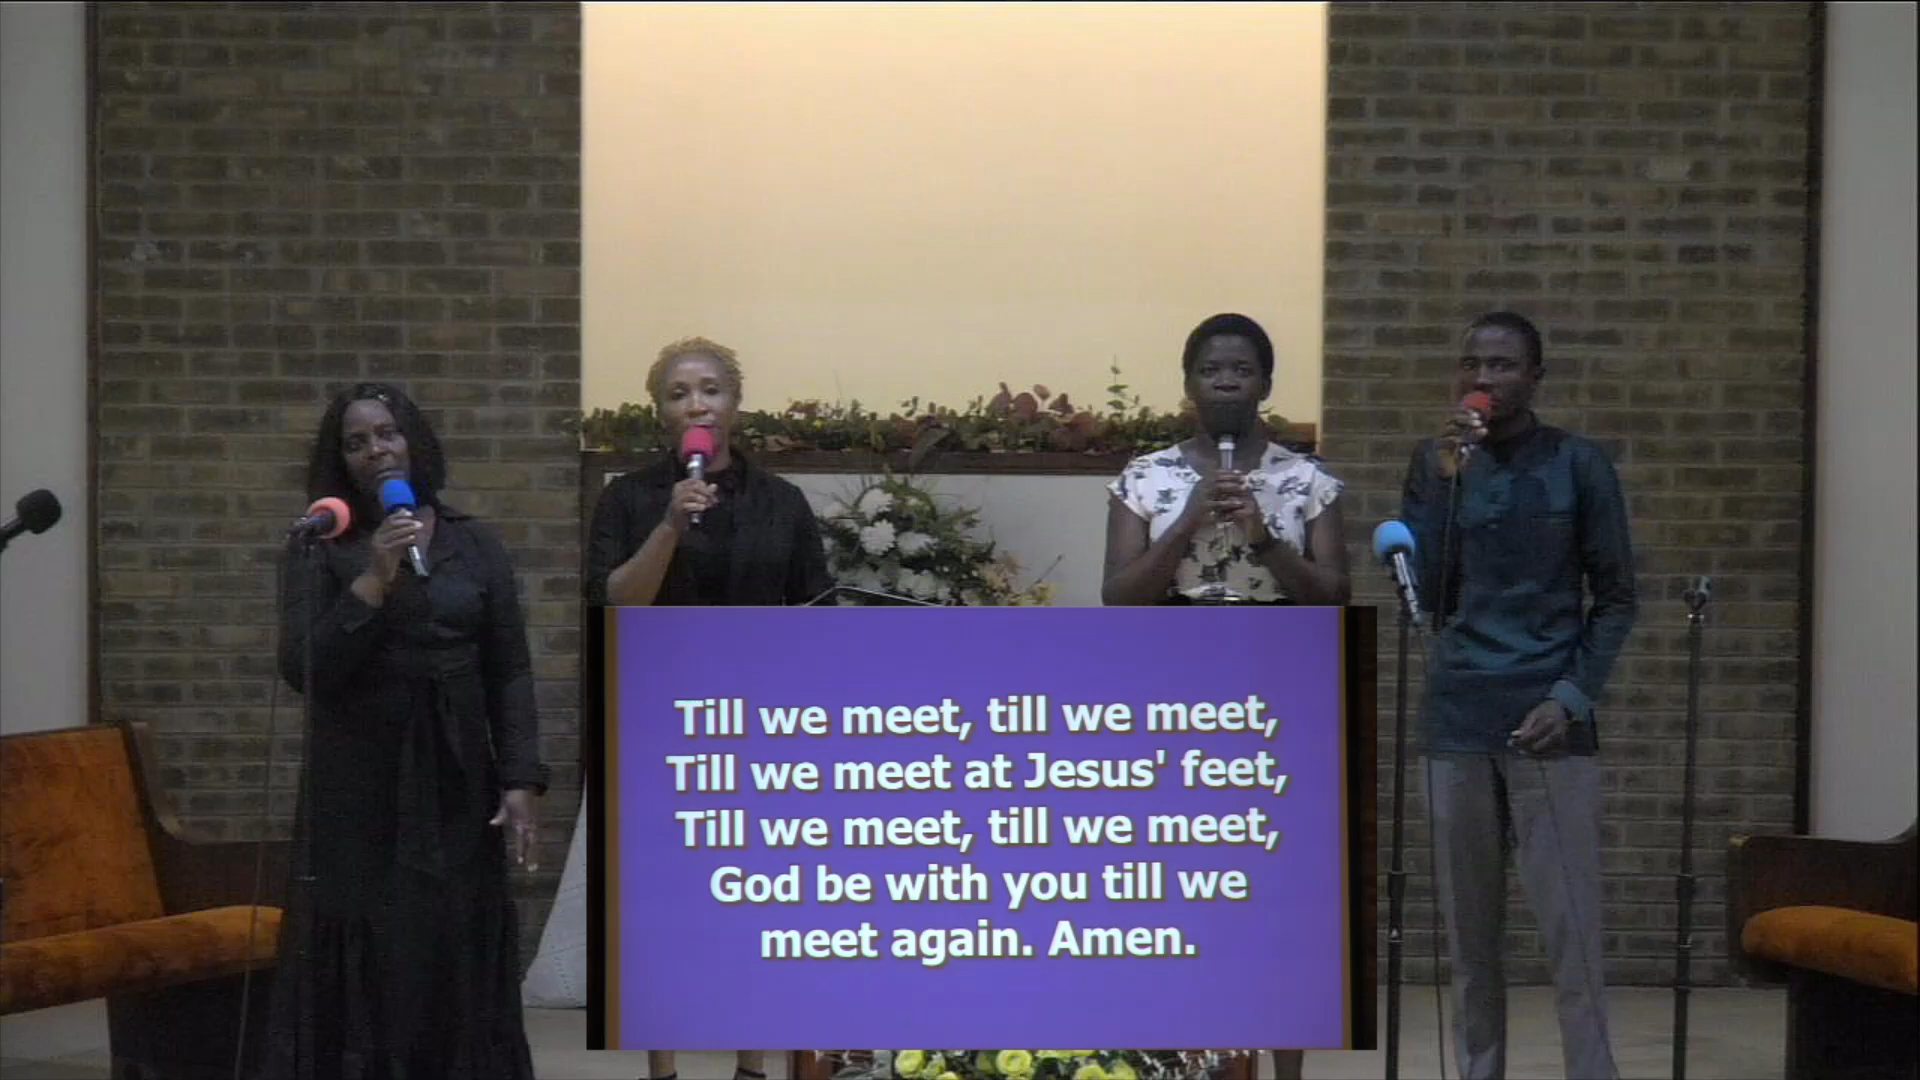 Till we meet, till we meet,
Till we meet at Jesus' feet,
Till we meet, till we meet,
God be with you till we
meet again. Amen.